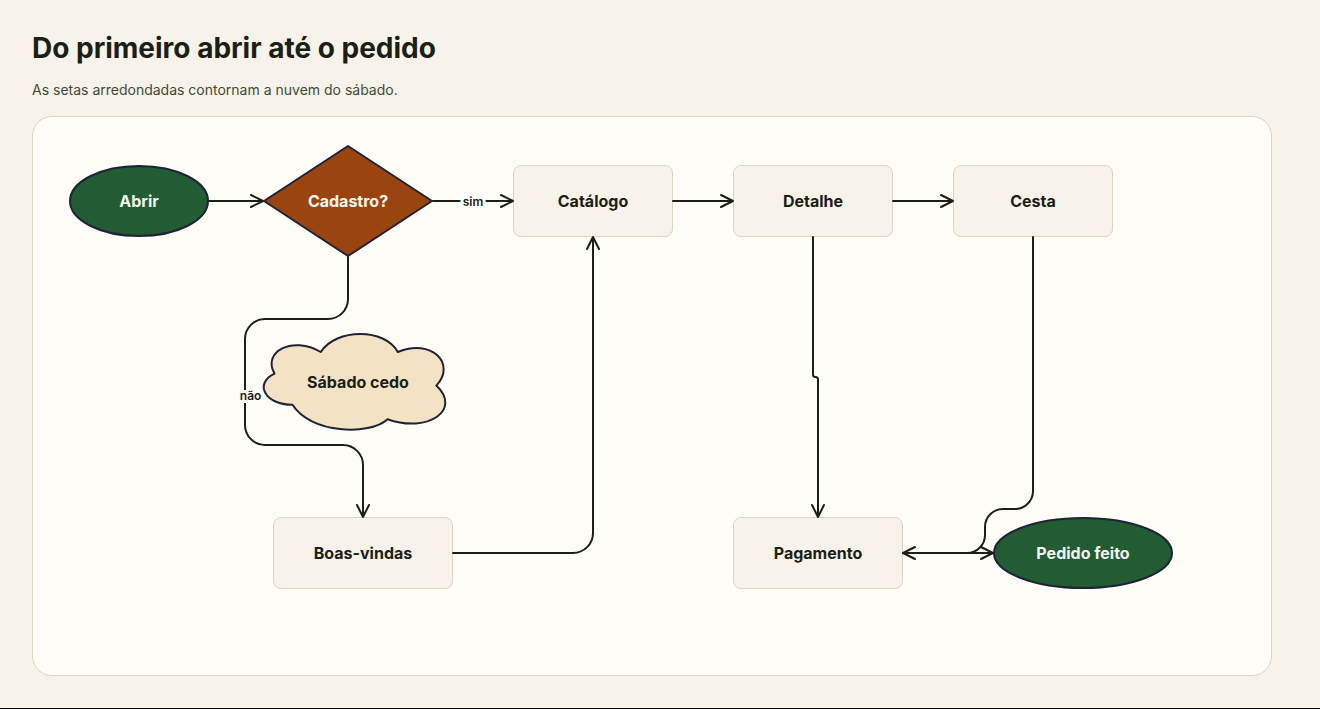 Do primeiro abrir até o pedido
As setas arredondadas contornam a nuvem do sábado.
Abrir
Cadastro?
sim
Catálogo
Detalhe
Cesta
Sábado cedo
não
Boas-vindas
Pagamento
Pedido feito